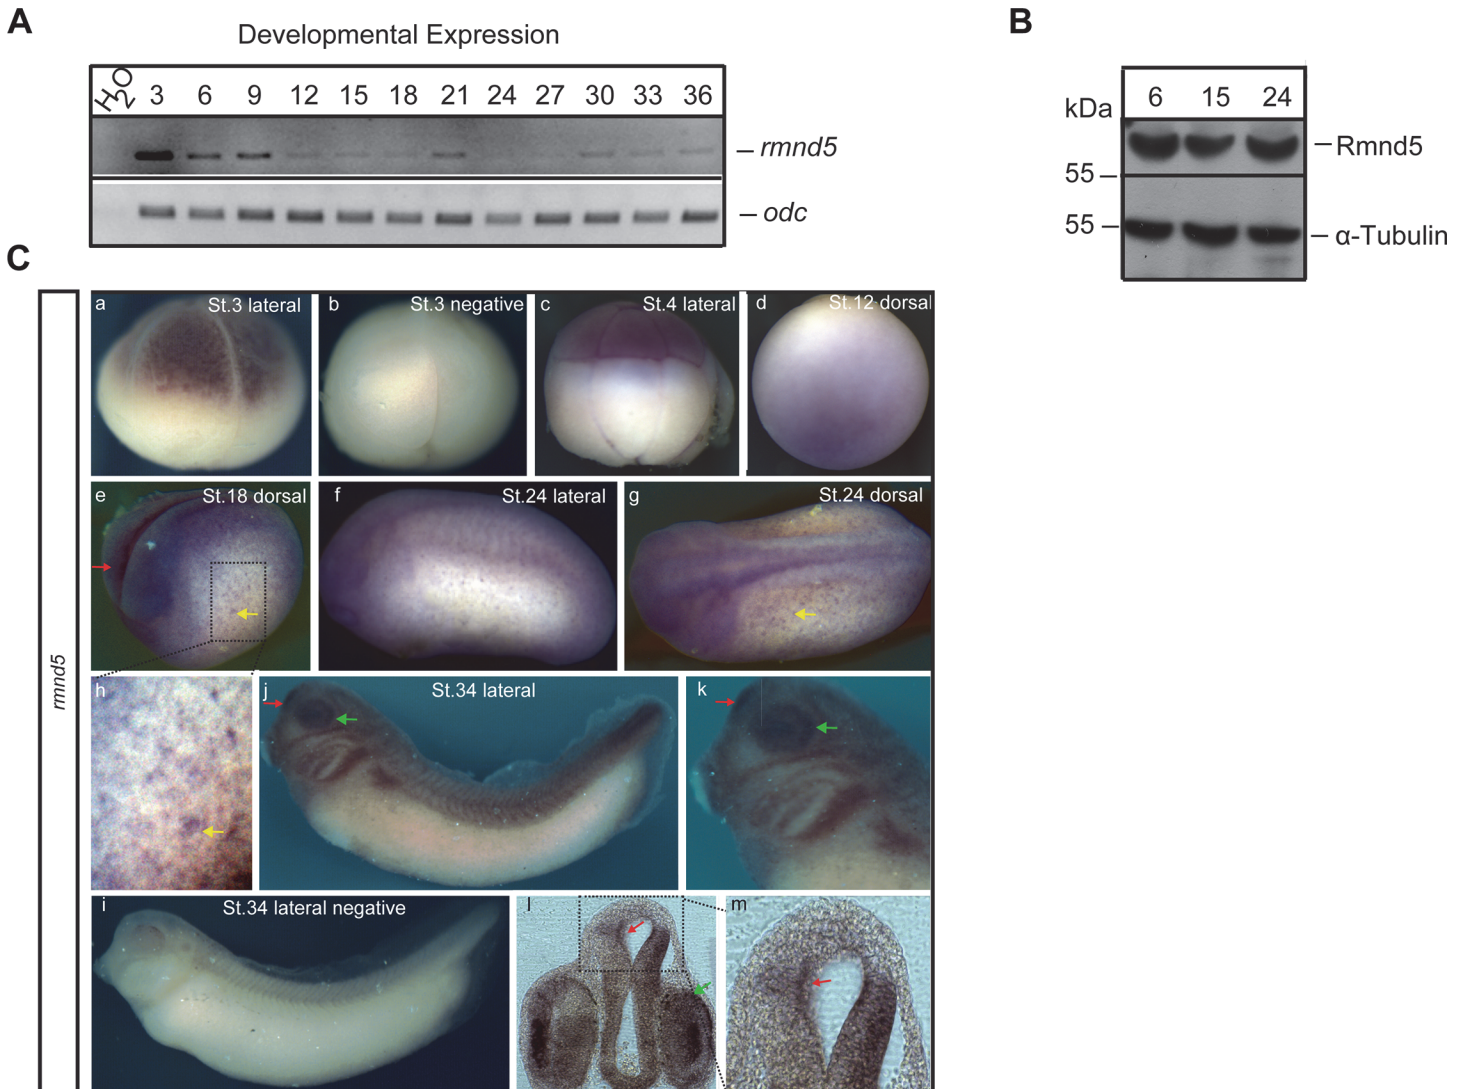 A
Developmental Expression
H2O 3 6 9 12 15 18 21 24 27 30 33 36
rmnd5
odc
B
kDa 6 15 24
Rmnd5
55
55
α-Tubulin
C
rmnd5
a St.3 lateral
b St.3 negative
c St.4 lateral
d St.12 dorsal
e St.18 dorsal
f St.24 lateral
g St.24 dorsal
h
j St.34 lateral
k
i St.34 lateral negative
l
m